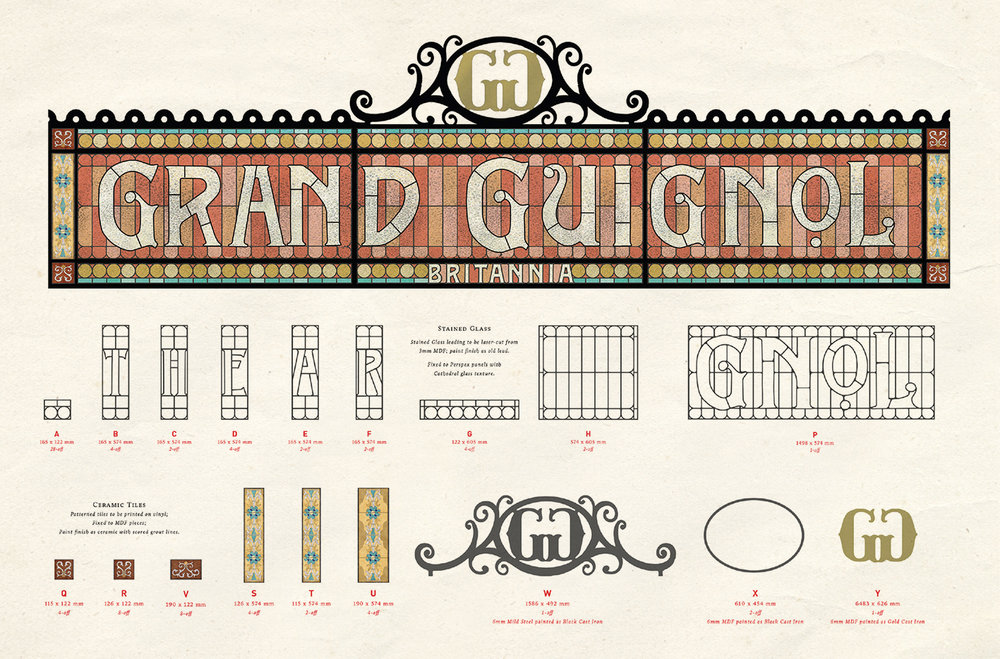 GG
GRAND GUIGNOL
BRITANNIA
STAINED GLASS
Stained Glass leading to be laser-cut from
3mm MDF; paint finish as old lead.
Fixed to Perspex panels with
Cathedral glass texture.
T H E A R
GNOL
A B C D E F G H P
165 x 122 mm 165 x 574 mm 165 x 574 mm 165 x 574 mm 165 x 574 mm 165 x 574 mm 122 x 603 mm 574 x 603 mm 1498 x 574 mm
28-off 4-off 2-off 4-off 2-off 2-off 4-off 2-off 1-off
CERAMIC TILES
Patterned tiles to be printed on vinyl;
Fixed to MDF pieces;
Paint finish as ceramic with scored grout lines.
GG
GG
Q R V S T U W X Y
115 x 122 mm 126 x 122 mm 190 x 122 mm 126 x 574 mm 115 x 574 mm 190 x 574 mm 1586 x 492 mm 610 x 454 mm 6483 x 626 mm
4-off 8-off 8-off 4-off 2-off 4-off 1-off 2-off 1-off
6mm Mild Steel painted as Black Cast Iron 6mm MDF painted as Black Cast Iron 6mm MDF painted as Gold Cast Iron